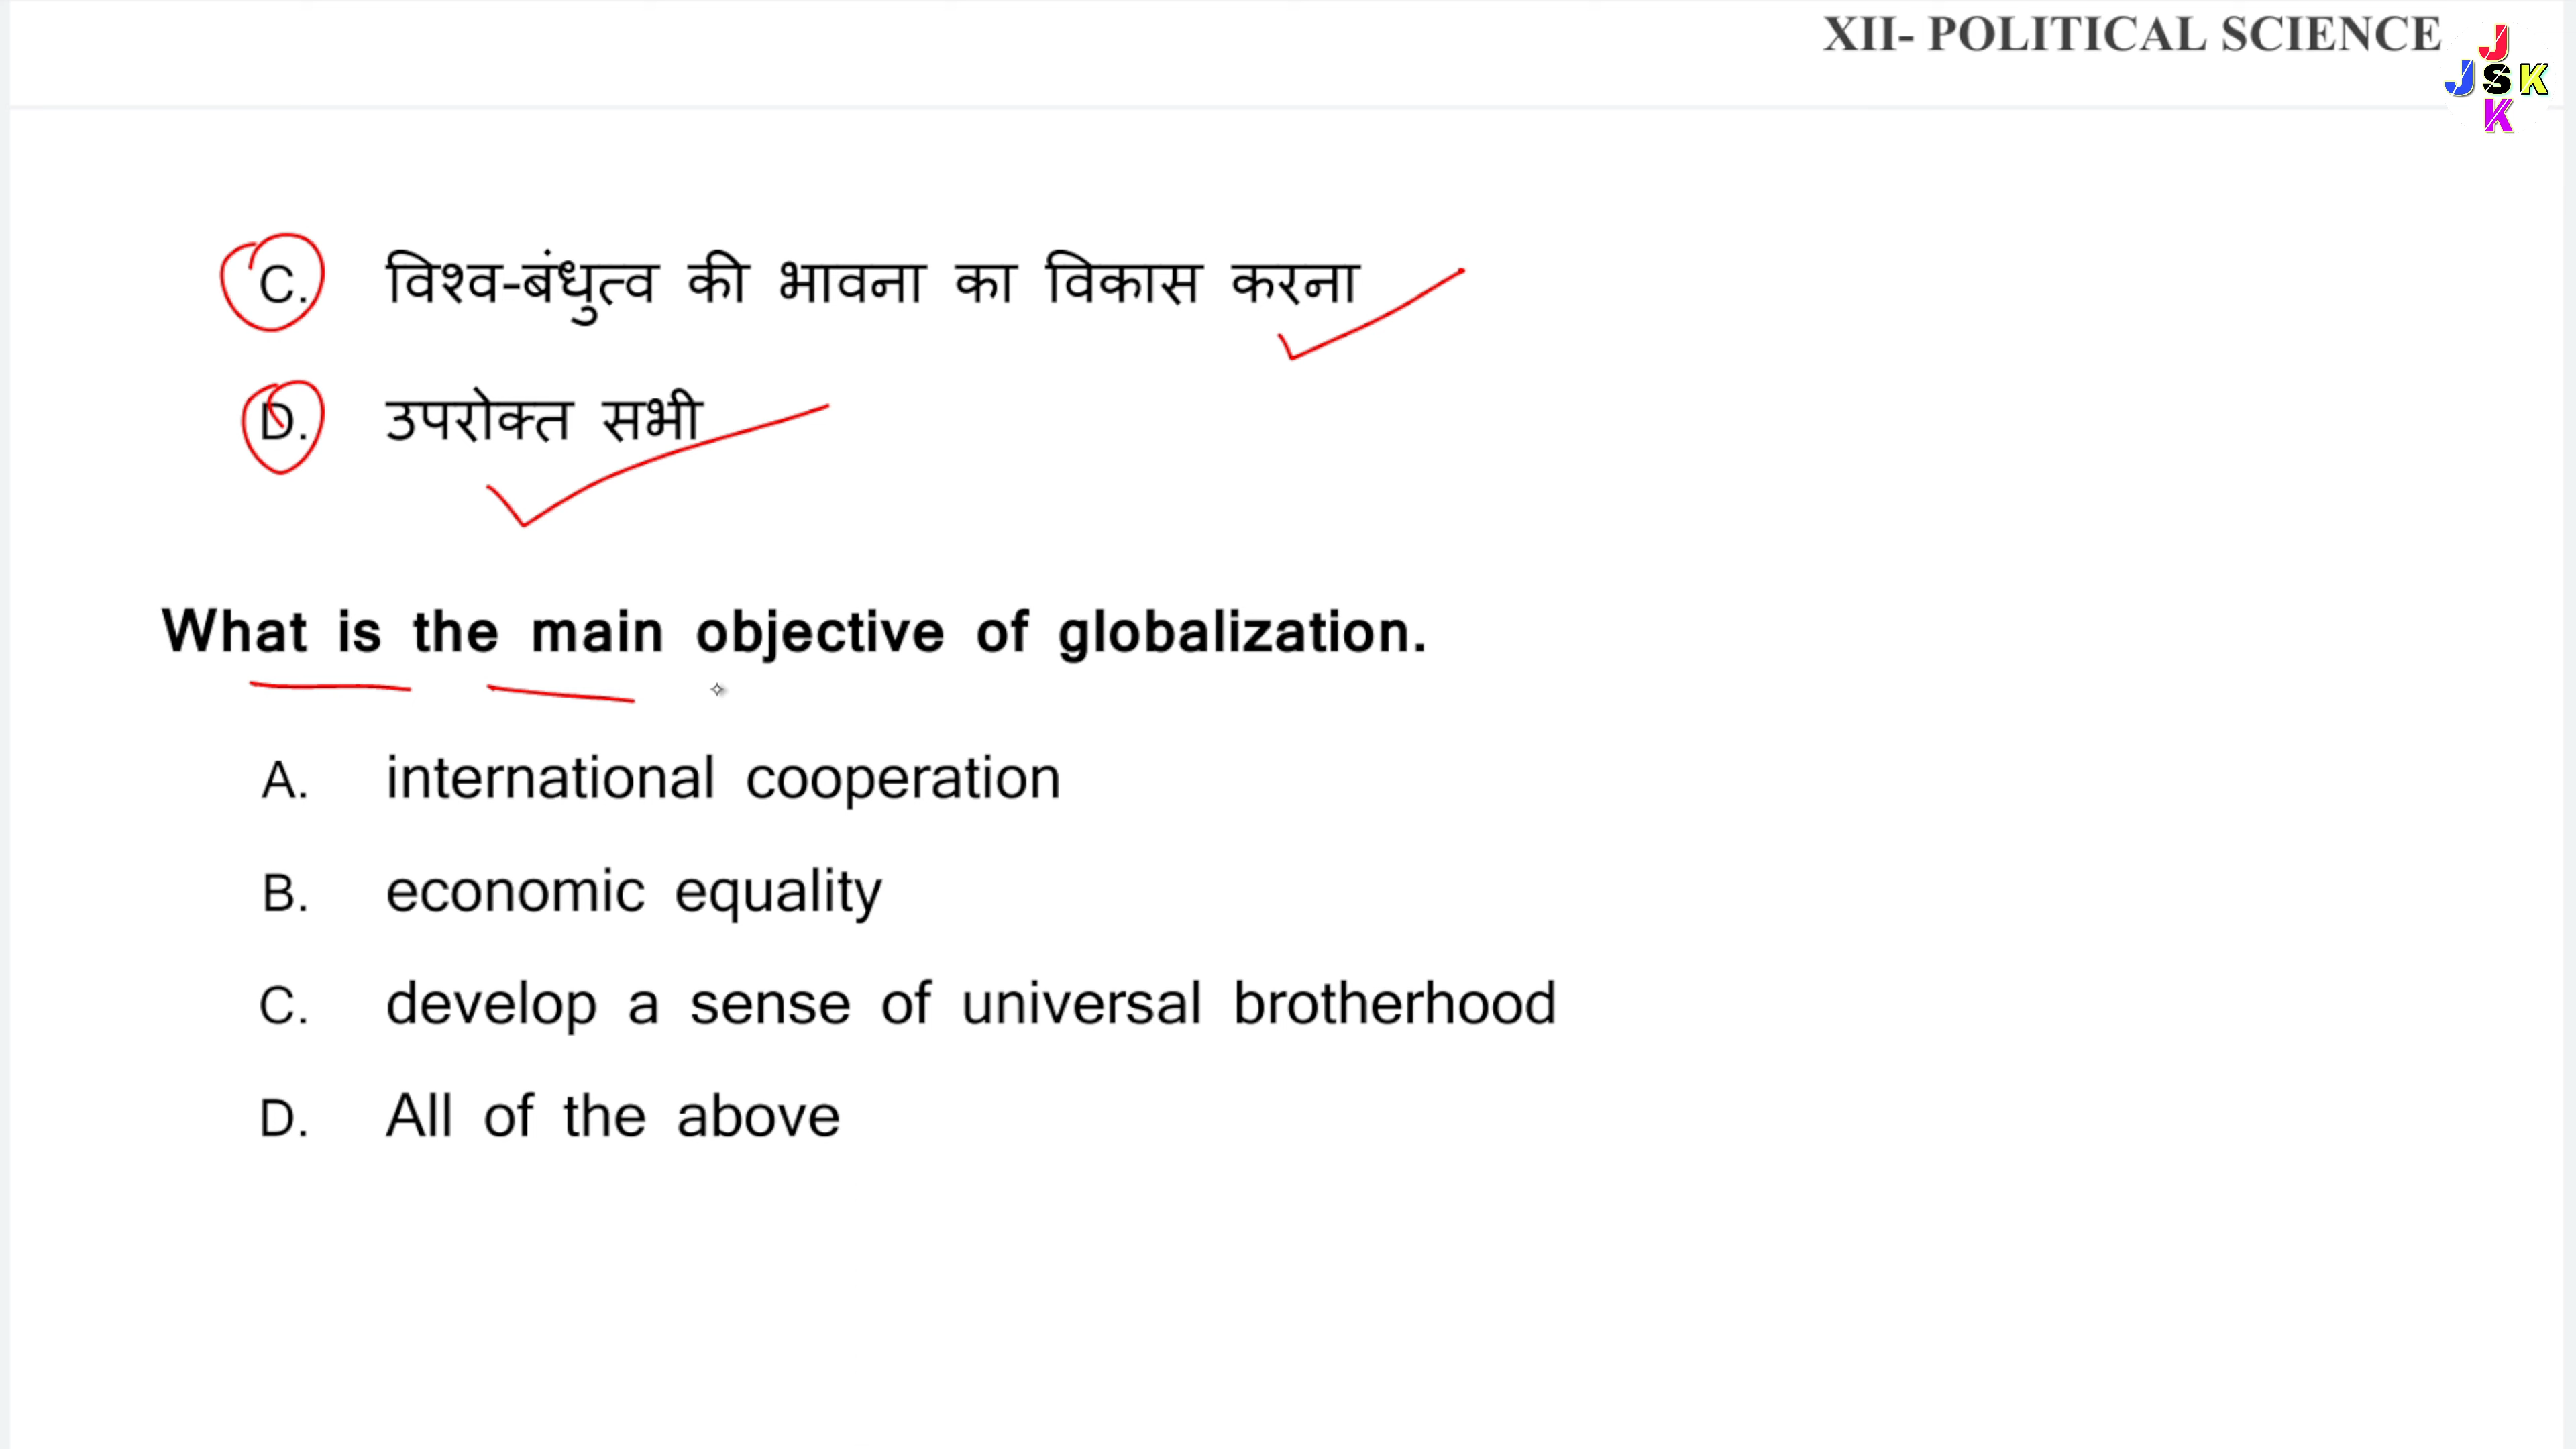 XII- POLITICAL SCIENCE
J
JSK
K
C. विश्व-बंधुत्व की भावना का विकास करना
D. उपरोक्त सभी
What is the main objective of globalization.
A. international cooperation
B. economic equality
C. develop a sense of universal brotherhood
D. All of the above